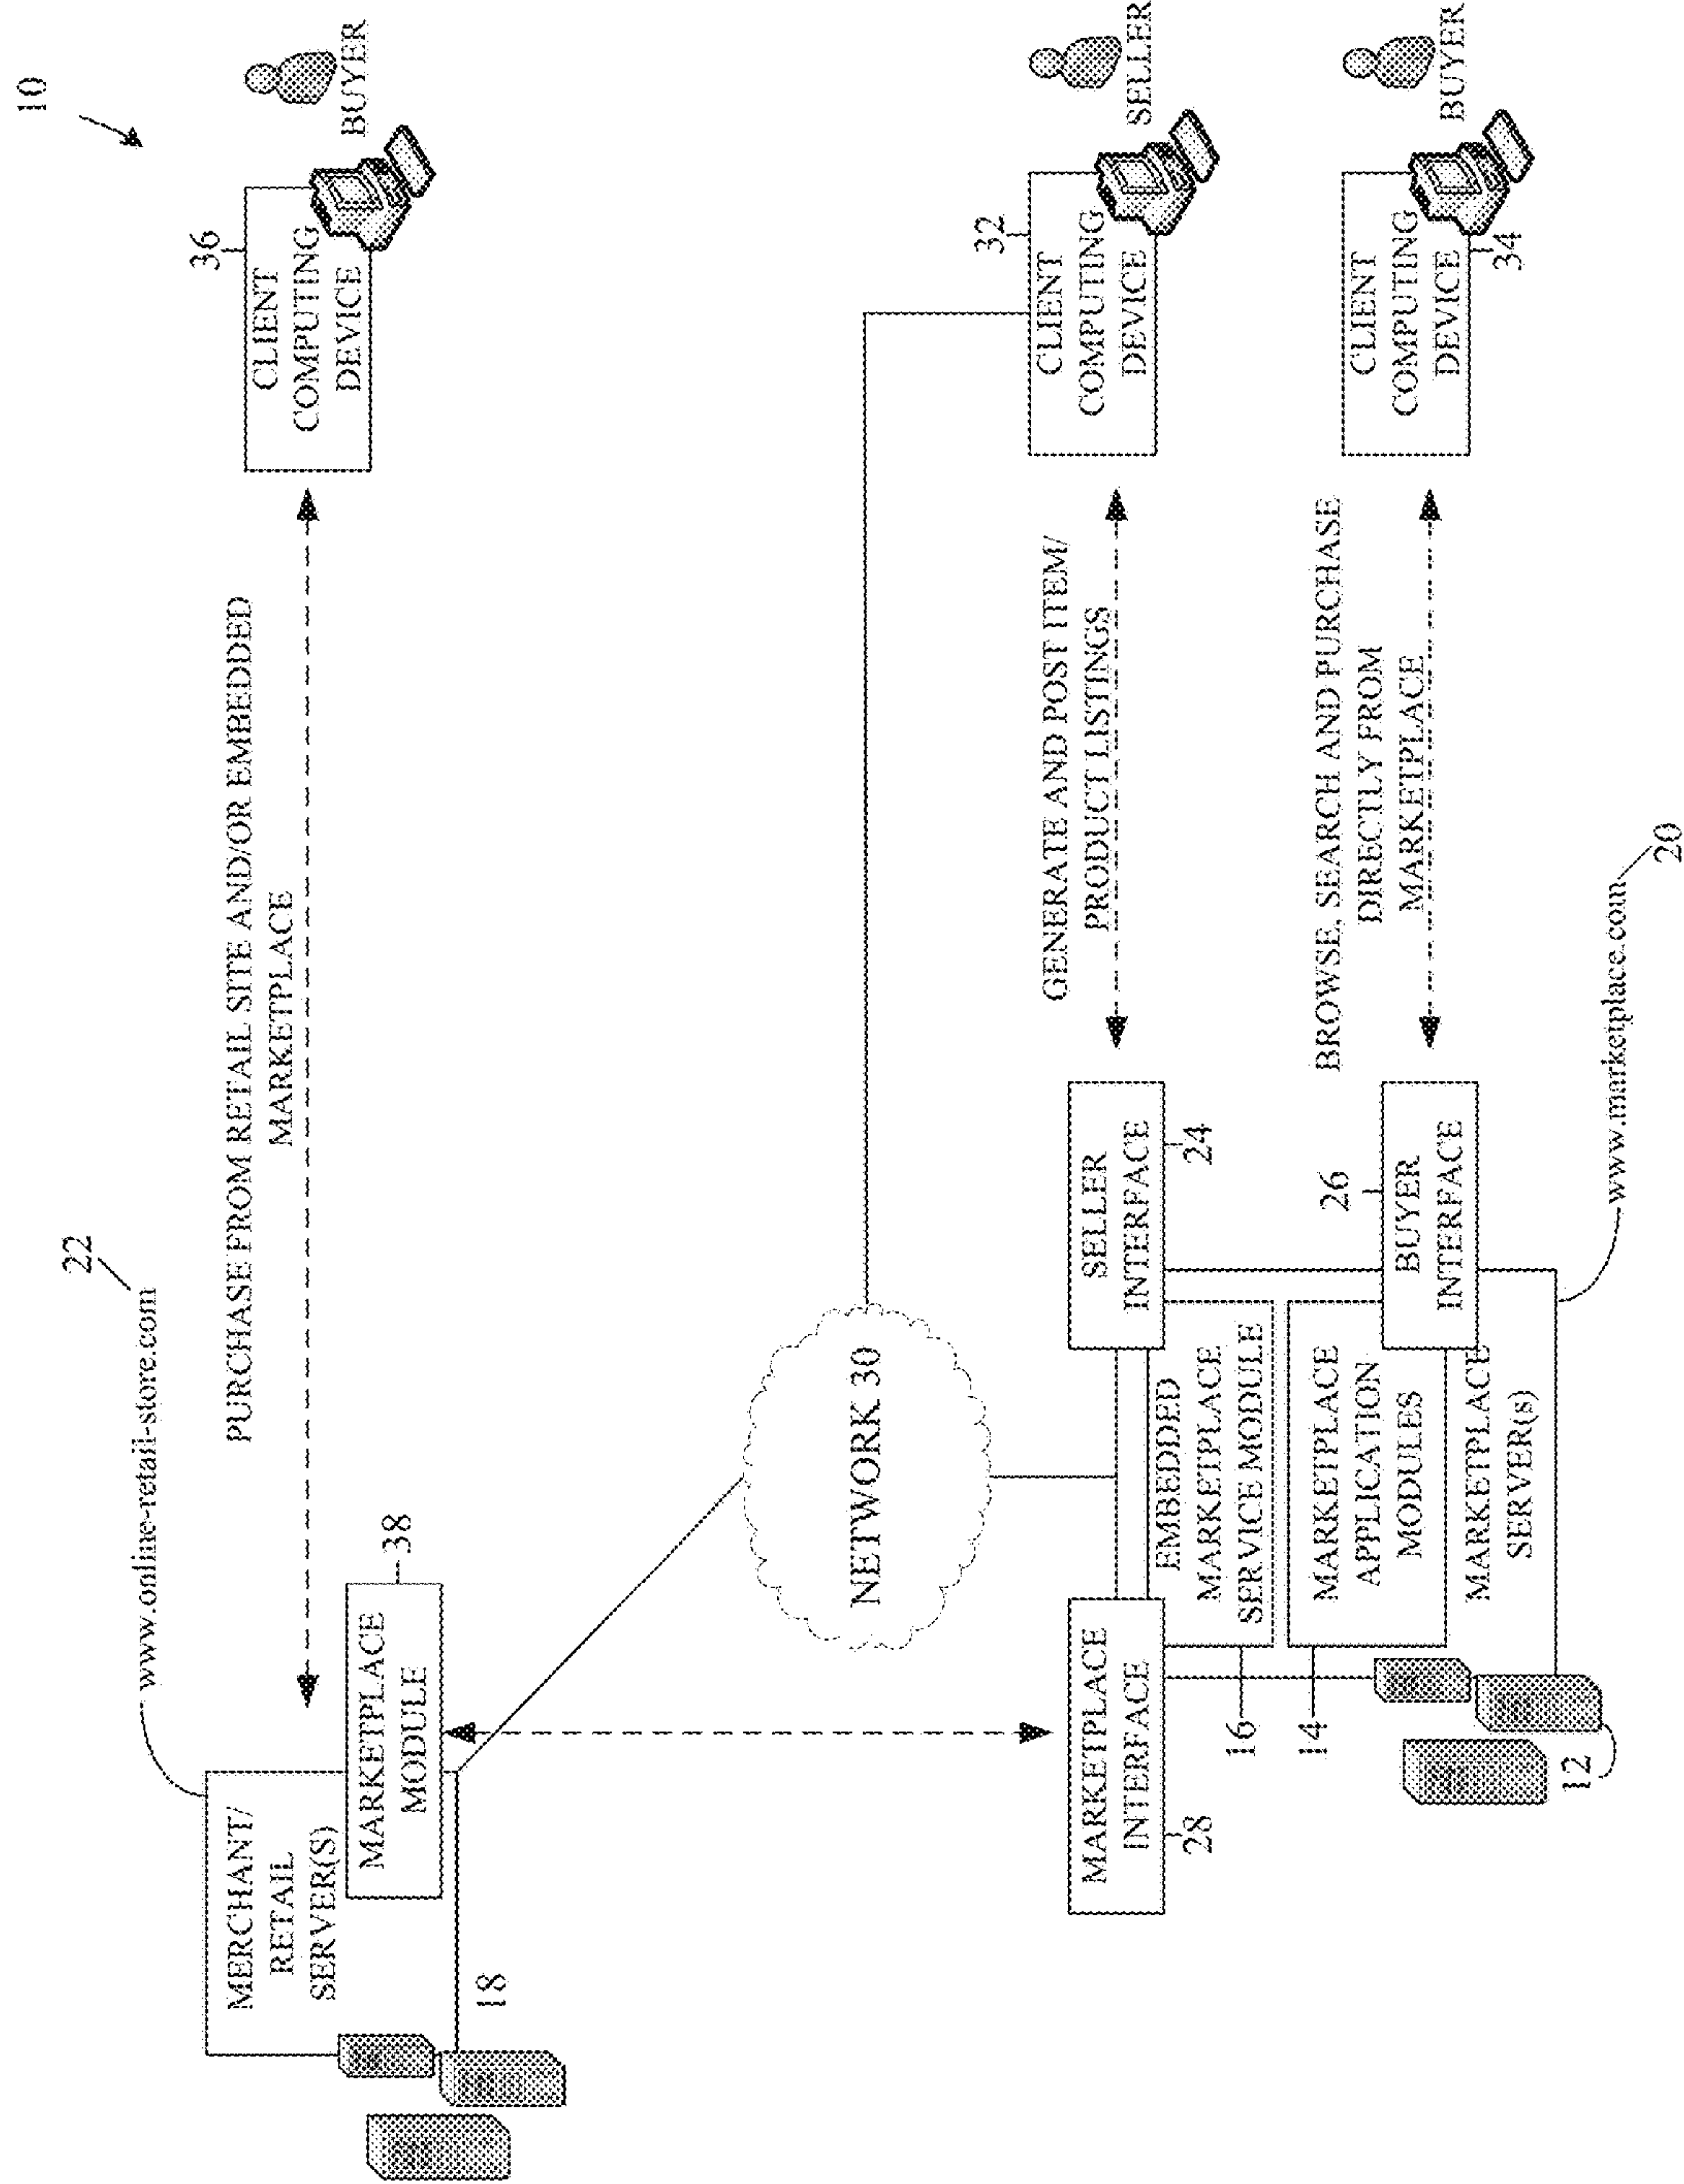 10
22
www.online-retail-store.com
MERCHANT/
RETAIL
SERVER(S)
18
MARKETPLACE
MODULE
38
PURCHASE FROM RETAIL SITE AND/OR EMBEDDED
MARKETPLACE
36
CLIENT
COMPUTING
DEVICE
BUYER
NETWORK 30
MARKETPLACE
INTERFACE
28
SELLER
INTERFACE
24
GENERATE AND POST ITEM/
PRODUCT LISTINGS
32
CLIENT
COMPUTING
DEVICE
SELLER
EMBEDDED
MARKETPLACE
SERVICE MODULE
16
MARKETPLACE
APPLICATION
MODULES
14
26
BUYER
INTERFACE
MARKETPLACE
SERVER(s)
12
BROWSE, SEARCH AND PURCHASE
DIRECTLY FROM
MARKETPLACE
CLIENT
COMPUTING
DEVICE
34
BUYER
www.marketplace.com
20